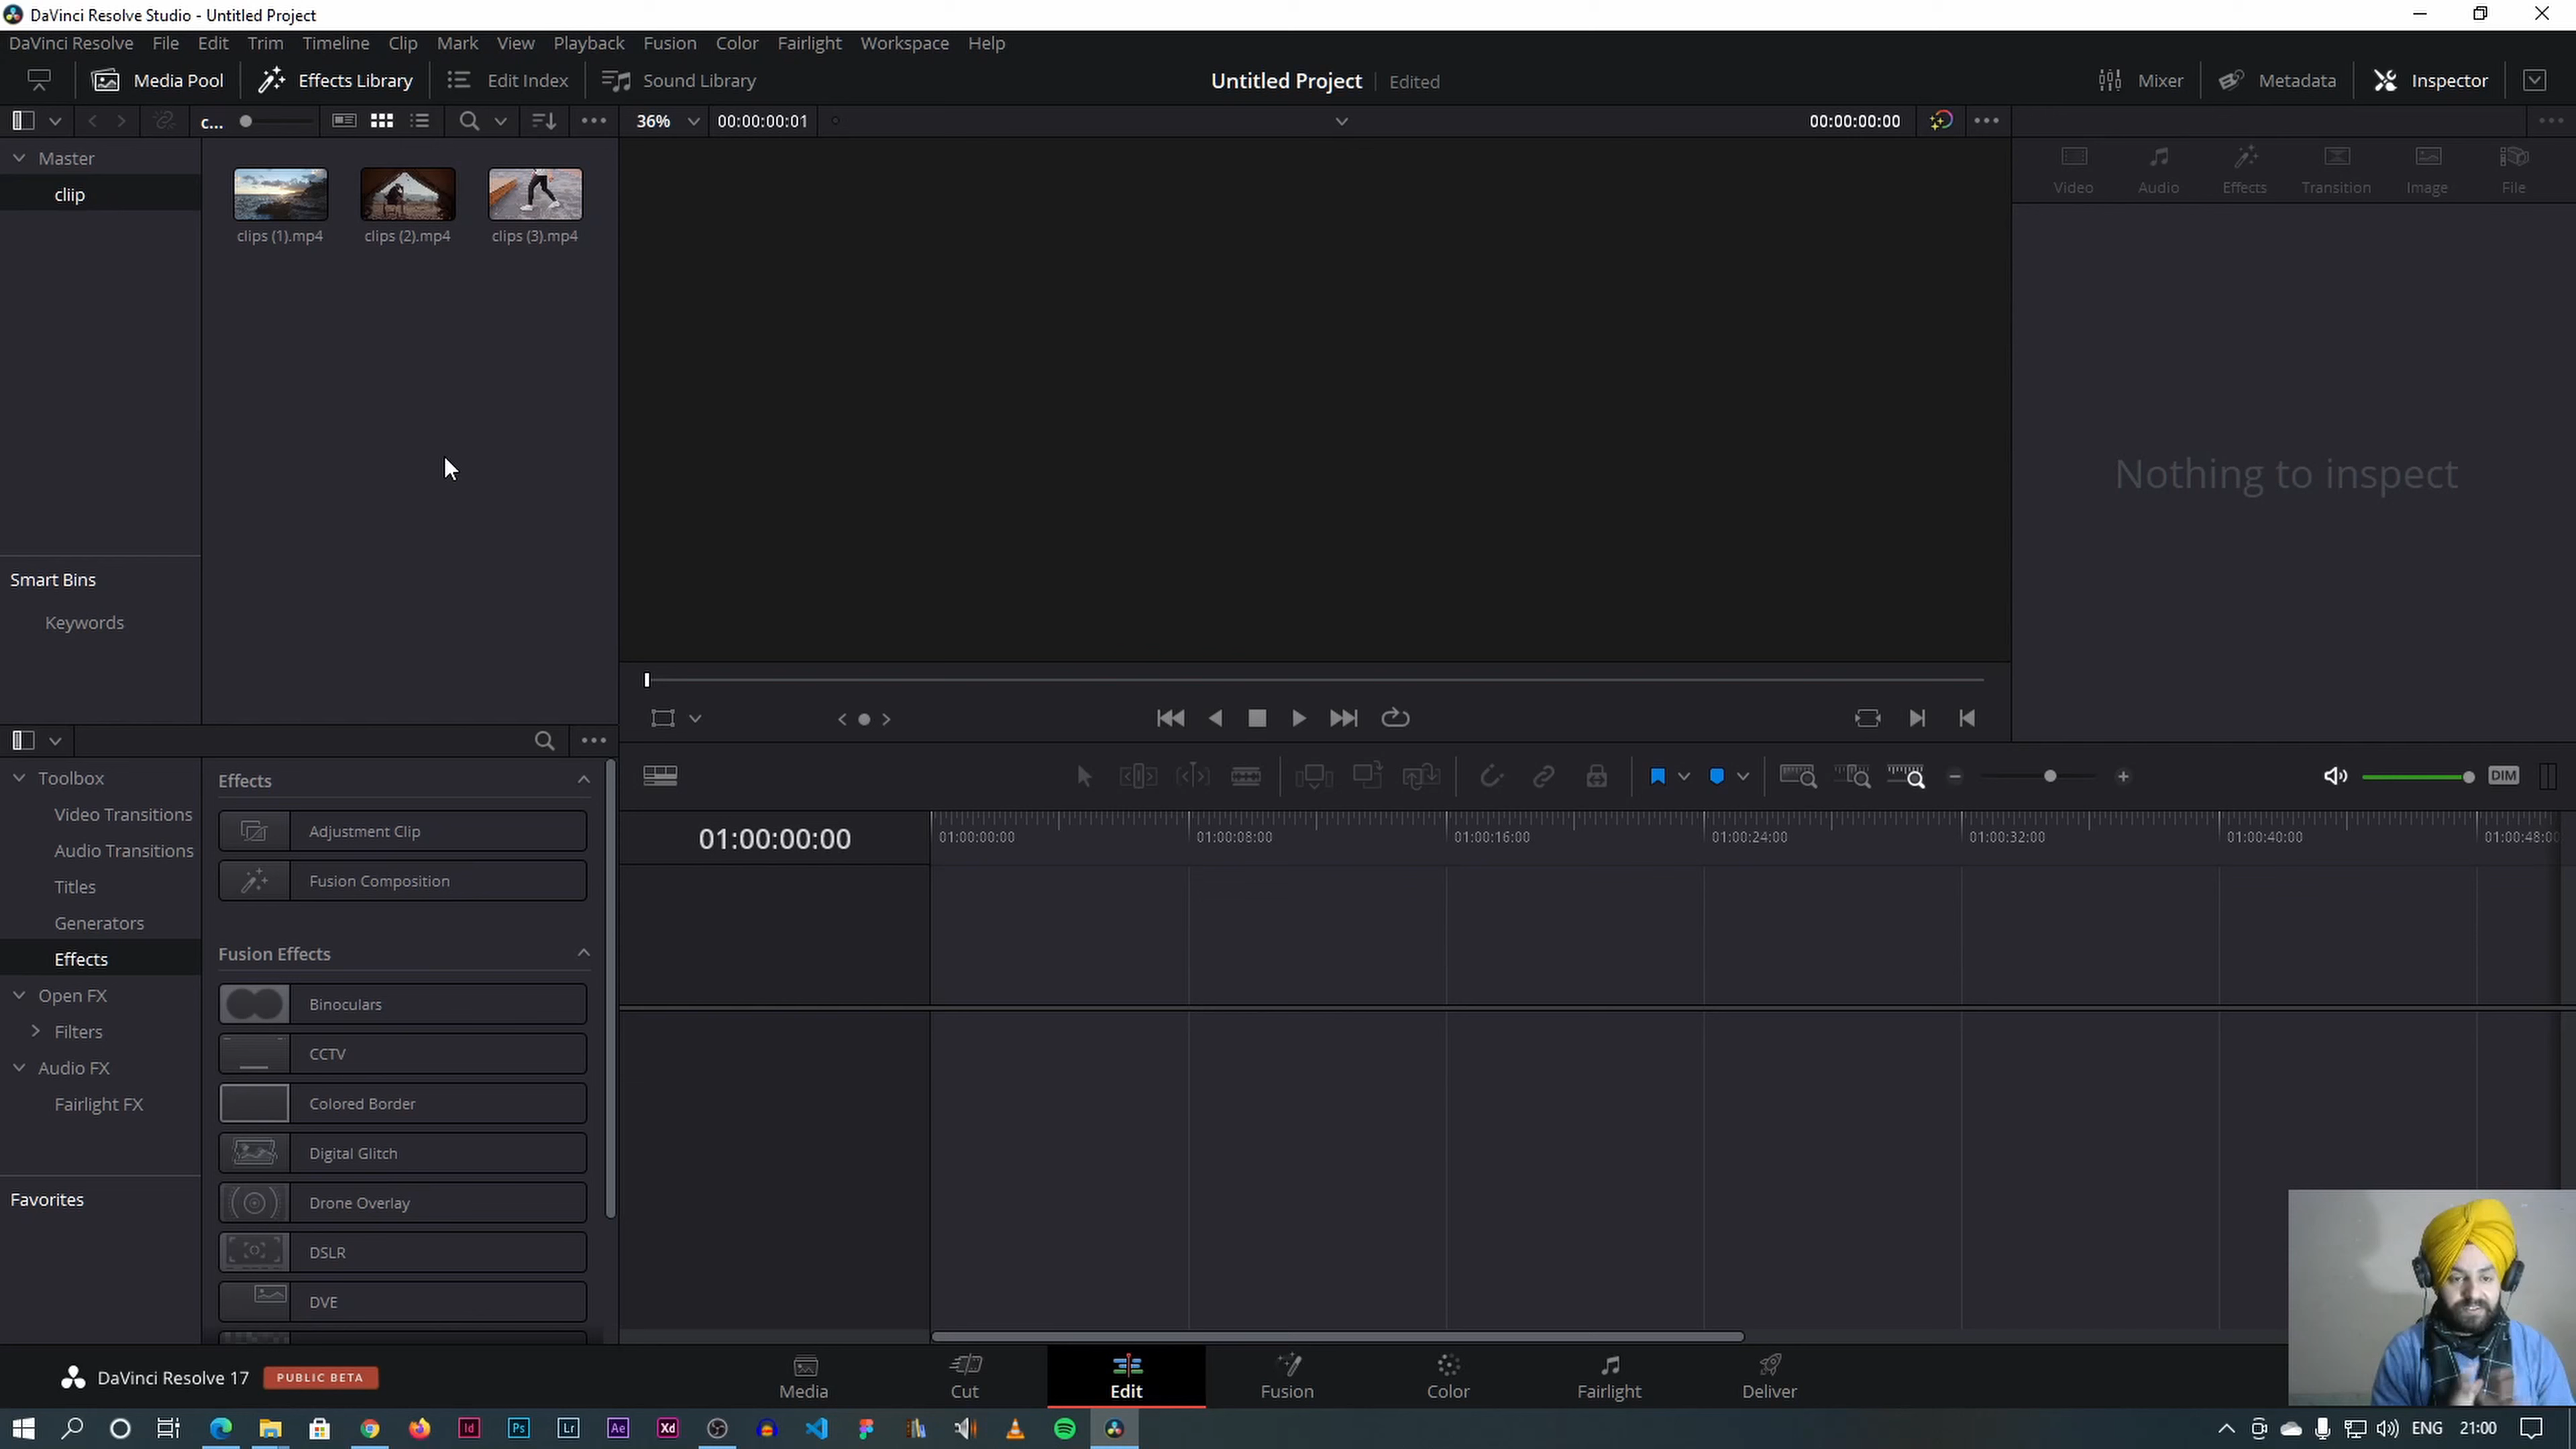 DaVinci Resolve Studio - Untitled Project
DaVinci Resolve File Edit Trim Timeline Clip Mark View Playback Fusion Color Fairlight Workspace Help
Media Pool Effects Library Edit Index Sound Library Untitled Project Edited Mixer Metadata Inspector
c... 36% 00:00:00:01 00:00:00:00
Master
cliip
clips (1).mp4 clips (2).mp4 clips (3).mp4
Video Audio Effects Transition Image File
Nothing to inspect
Smart Bins
Keywords
Toolbox
Video Transitions
Audio Transitions
Titles
Generators
Effects
Open FX
Filters
Audio FX
Fairlight FX
Favorites
Effects
Adjustment Clip
Fusion Composition
Fusion Effects
Binoculars
CCTV
Colored Border
Digital Glitch
Drone Overlay
DSLR
DVE
DIM
01:00:00:00
01:00:00:00 01:00:08:00 01:00:16:00 01:00:24:00 01:00:32:00 01:00:40:00 01:00:48:00
DaVinci Resolve 17 PUBLIC BETA
Media Cut Edit Fusion Color Fairlight Deliver
Id Ps Lr Ae Xd
ENG 21:00